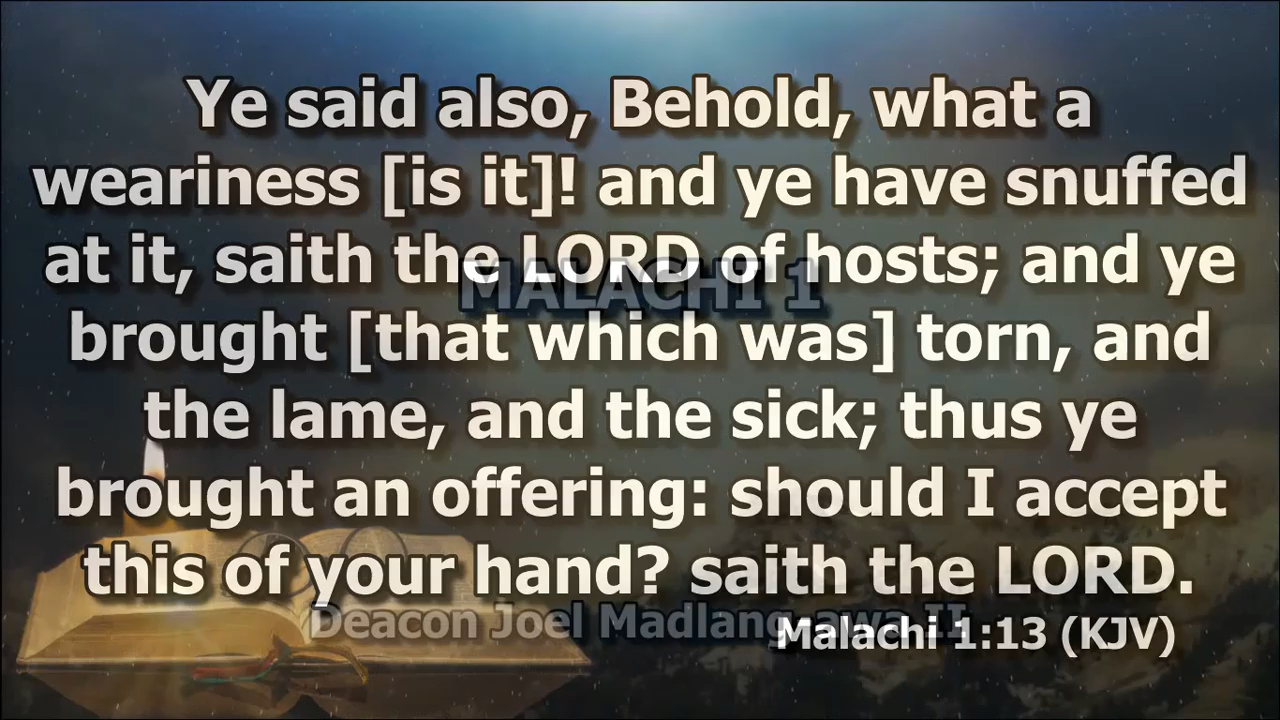 Ye said also, Behold, what a
weariness [is it]! and ye have snuffed
at it, saith the LORD of hosts; and ye
MALACHI 1
brought [that which was] torn, and
the lame, and the sick; thus ye
brought an offering: should I accept
this of your hand? saith the LORD.
Deacon Joel Madlang-awa II
Malachi 1:13 (KJV)